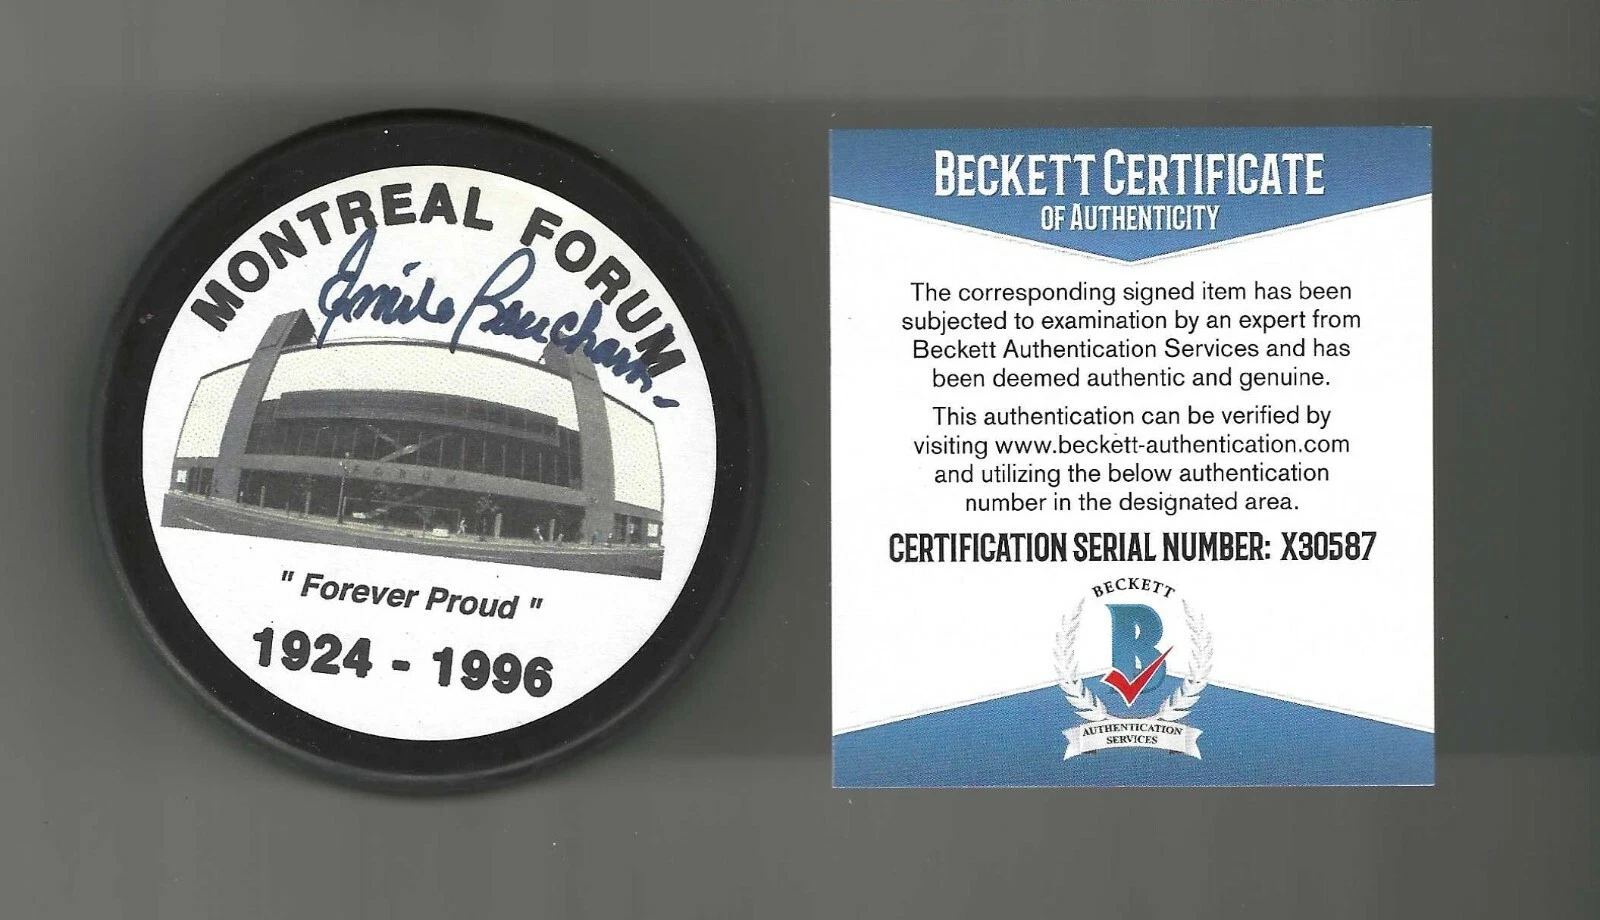 MONTREAL FORUM
Emile Bouchard
FORUM
" Forever Proud "
1924 - 1996
BECKETT CERTIFICATE
OF AUTHENTICITY
The corresponding signed item has been
subjected to examination by an expert from
Beckett Authentication Services and has
been deemed authentic and genuine.
This authentication can be verified by
visiting www.beckett-authentication.com
and utilizing the below authentication
number in the designated area.
CERTIFICATION SERIAL NUMBER: X30587
BECKETT
B
AUTHENTICATION
SERVICES